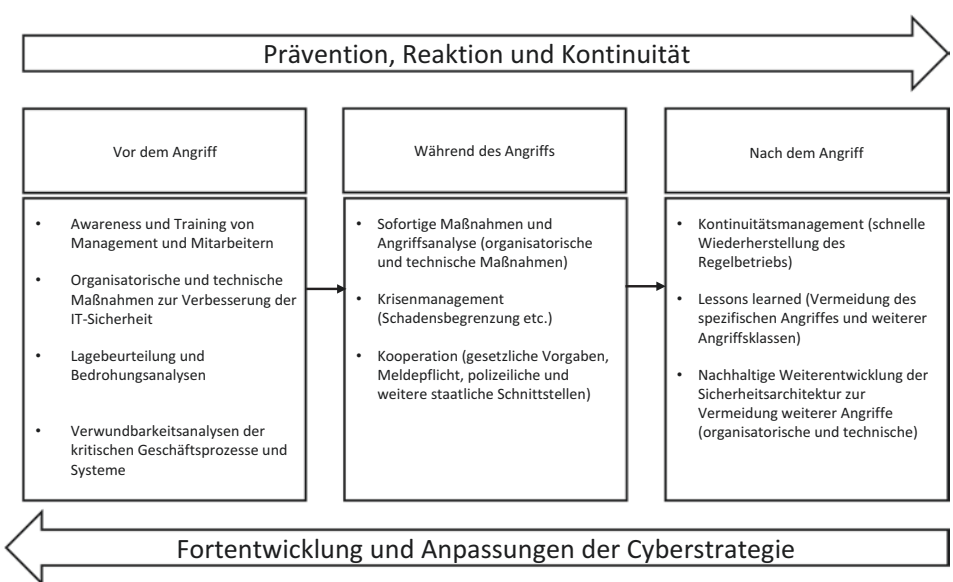 Prävention, Reaktion und Kontinuität
Vor dem Angriff
Während des Angriffs
Nach dem Angriff
• Awareness und Training von
Management und Mitarbeitern
• Organisatorische und technische
Maßnahmen zur Verbesserung der
IT-Sicherheit
• Lagebeurteilung und
Bedrohungsanalysen
• Verwundbarkeitsanalysen der
kritischen Geschäftsprozesse und
Systeme
• Sofortige Maßnahmen und
Angriffsanalyse (organisatorische
und technische Maßnahmen)
• Krisenmanagement
(Schadensbegrenzung etc.)
• Kooperation (gesetzliche Vorgaben,
Meldepflicht, polizeiliche und
weitere staatliche Schnittstellen)
• Kontinuitätsmanagement (schnelle
Wiederherstellung des
Regelbetriebs)
• Lessons learned (Vermeidung des
spezifischen Angriffes und weiterer
Angriffsklassen)
• Nachhaltige Weiterentwicklung der
Sicherheitsarchitektur zur
Vermeidung weiterer Angriffe
(organisatorische und technische)
Fortentwicklung und Anpassungen der Cyberstrategie